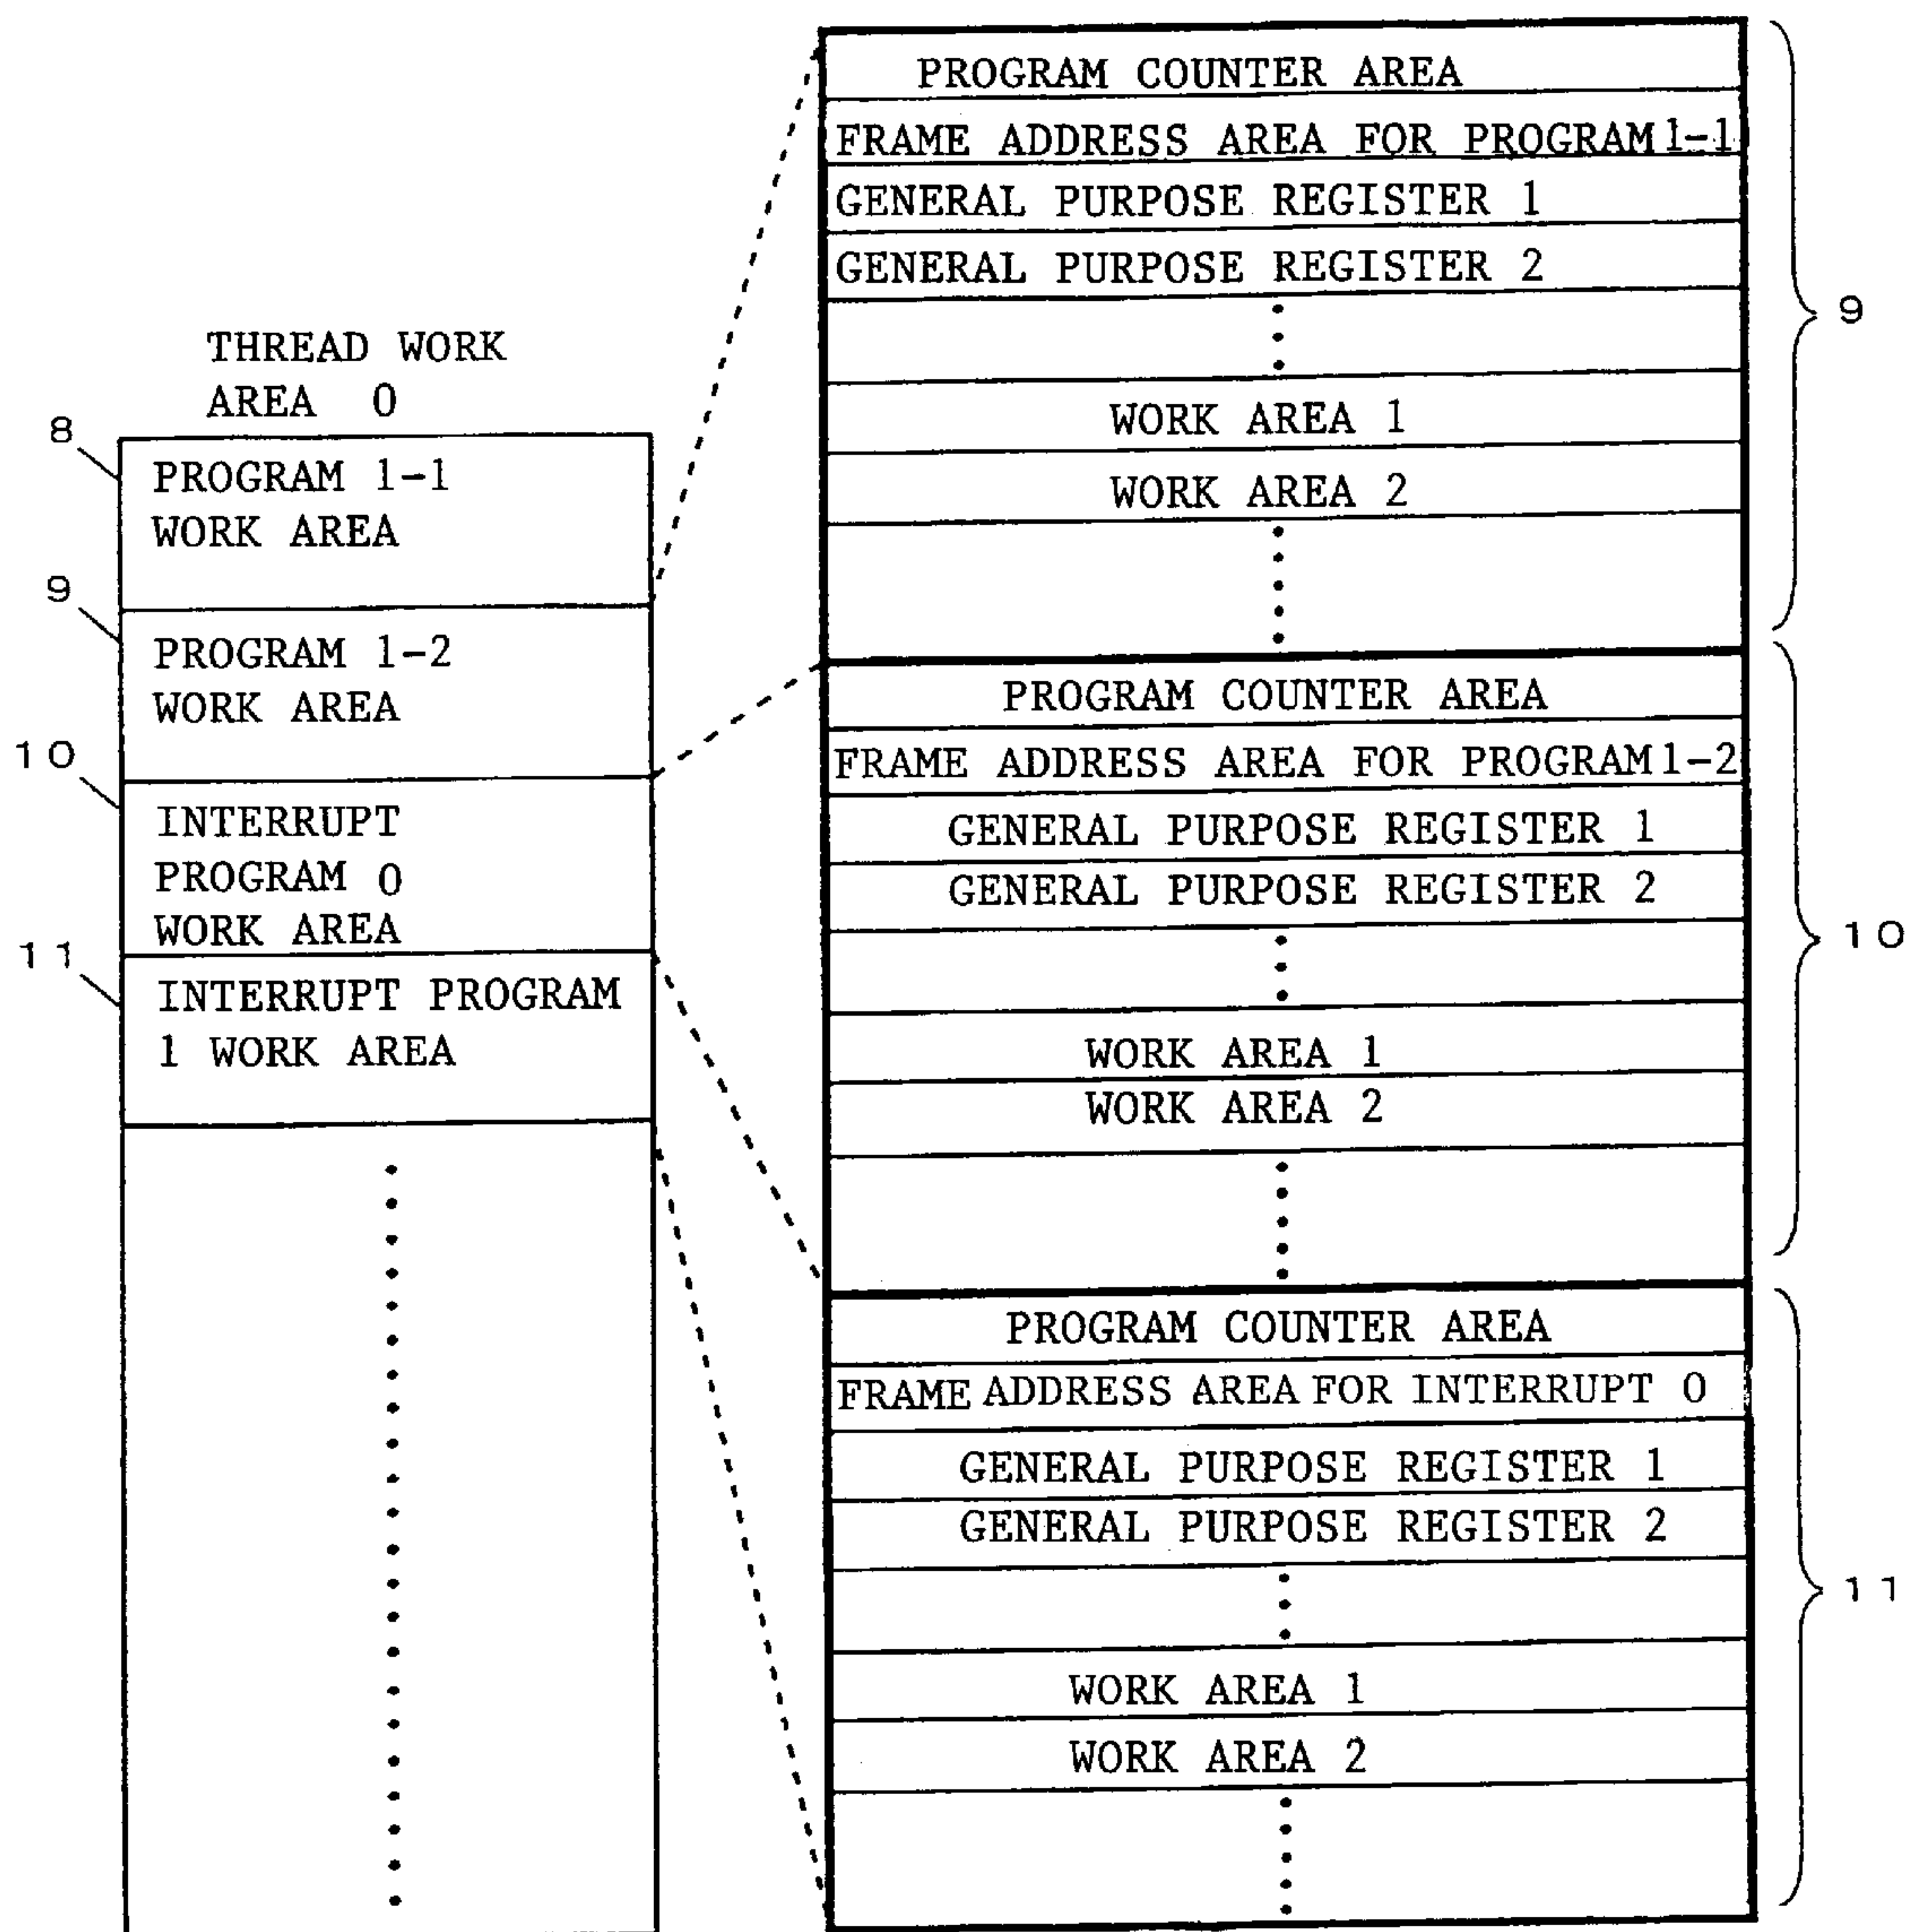 THREAD WORK
AREA 0
8
PROGRAM 1-1
WORK AREA
9
PROGRAM 1-2
WORK AREA
10
INTERRUPT
PROGRAM 0
WORK AREA
11
INTERRUPT PROGRAM
1 WORK AREA
PROGRAM COUNTER AREA
FRAME ADDRESS AREA FOR PROGRAM 1-1
GENERAL PURPOSE REGISTER 1
GENERAL PURPOSE REGISTER 2
WORK AREA 1
WORK AREA 2
9
PROGRAM COUNTER AREA
FRAME ADDRESS AREA FOR PROGRAM 1-2
GENERAL PURPOSE REGISTER 1
GENERAL PURPOSE REGISTER 2
WORK AREA 1
WORK AREA 2
10
PROGRAM COUNTER AREA
FRAME ADDRESS AREA FOR INTERRUPT 0
GENERAL PURPOSE REGISTER 1
GENERAL PURPOSE REGISTER 2
WORK AREA 1
WORK AREA 2
11